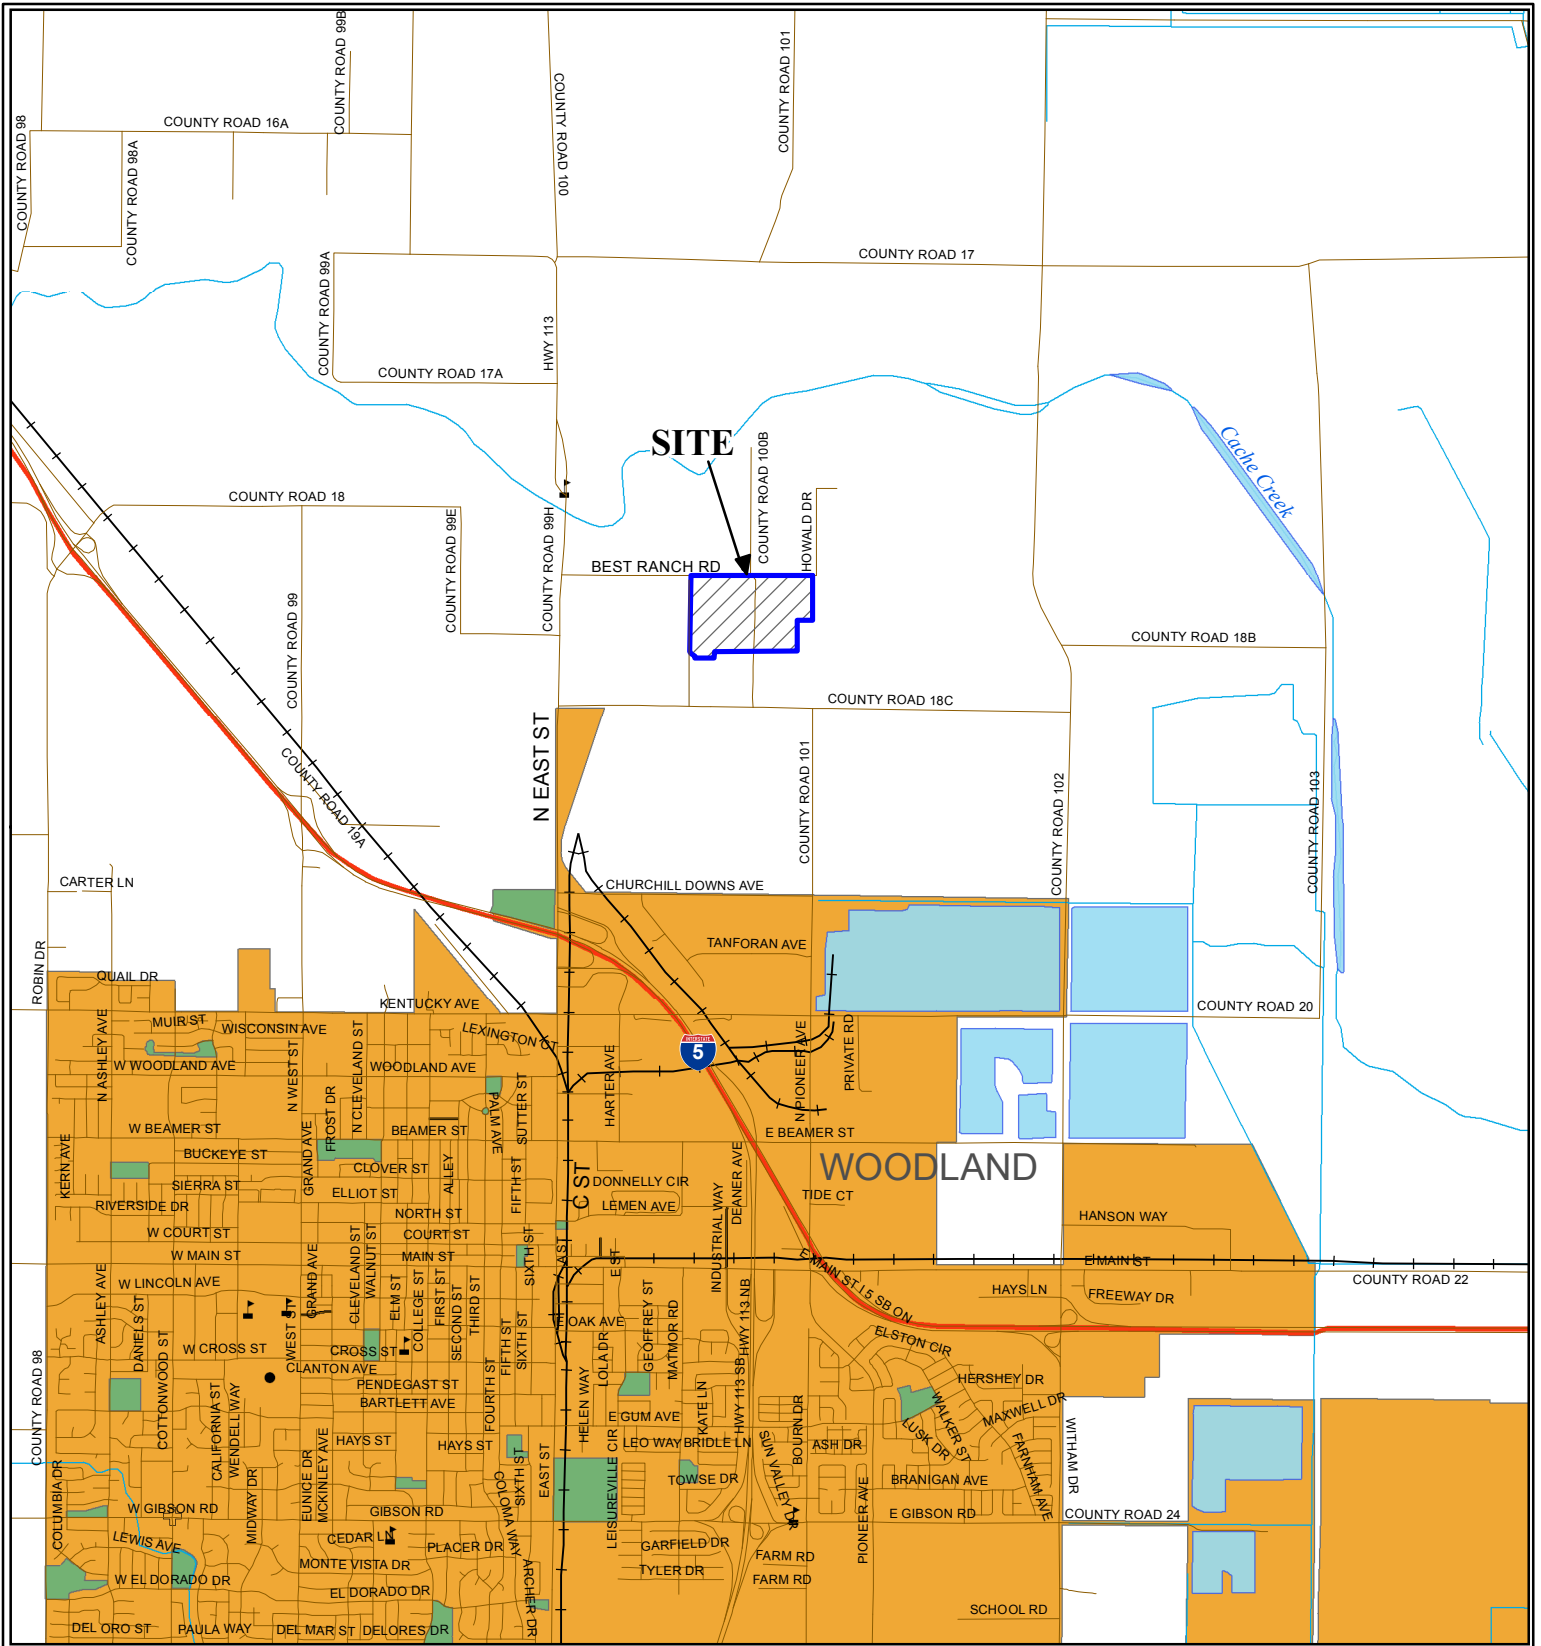 COUNTY ROAD 99B
COUNTY ROAD 101
COUNTY ROAD 98
COUNTY ROAD 16A
COUNTY ROAD 98A
COUNTY ROAD 100
COUNTY ROAD 99A
COUNTY ROAD 17
HWY 113
COUNTY ROAD 17A
SITE
COUNTY ROAD 100B
Cache Creek
COUNTY ROAD 18
COUNTY ROAD 99E
COUNTY ROAD 99H
HOWALD DR
BEST RANCH RD
COUNTY ROAD 99
COUNTY ROAD 18B
COUNTY ROAD 18C
N EAST ST
COUNTY ROAD 19A
COUNTY ROAD 101
COUNTY ROAD 102
COUNTY ROAD 103
CARTER LN
CHURCHILL DOWNS AVE
ROBIN DR
TANFORAN AVE
QUAIL DR
KENTUCKY AVE
COUNTY ROAD 20
MUIR ST
WISCONSIN AVE
LEXINGTON CT
N ASHLEY AVE
W WOODLAND AVE
N WEST ST
N CLEVELAND ST
WOODLAND AVE
INTERSTATE
5
HARTER AVE
N PIONEER AVE
PRIVATE RD
FROST DR
PALM AVE
SUTTER ST
W BEAMER ST
BEAMER ST
E BEAMER ST
KERN AVE
BUCKEYE ST
GRAND AVE
CLOVER ST
ALLEY
FIFTH ST
C ST
WOODLAND
SIERRA ST
ELLIOT ST
DONNELLY CIR
DEANER AVE
TIDE CT
RIVERSIDE DR
NORTH ST
LEMEN AVE
INDUSTRIAL WAY
HANSON WAY
W COURT ST
COURT ST
W MAIN ST
CLEVELAND ST
WALNUT ST
MAIN ST
SIXTH ST
EAST
E ST
E MAIN ST
E MAIN ST I 5 SB ON
COUNTY ROAD 22
ASHLEY AVE
W LINCOLN AVE
GRAND AVE
ELM ST
COLLEGE ST
FIRST ST
SECOND ST
THIRD ST
HAYS LN
FREEWAY DR
DANIELS ST
COTTONWOOD ST
W CROSS ST
WEST ST
CROSS ST
FIFTH ST
SIXTH ST
OAK AVE
LOLA DR
GEOFFREY ST
MATMOR RD
HWY 113 NB
HWY 113 SB
ELSTON CIR
COUNTY ROAD 98
CLANTON AVE
PENDEGAST ST
BARTLETT AVE
FOURTH ST
HELEN WAY
KATE LN
HERSHEY DR
CALIFORNIA ST
WENDELL WAY
E GUM AVE
BOURN DR
WALKER ST
MAXWELL DR
WITHAM DR
EUNICE DR
MCKINLEY AVE
HAYS ST
HAYS ST
LEO WAY
BRIDLE LN
SUN VALLEY DR
ASH DR
LUSK DR
FARNHAM AVE
COLUMBIA DR
MIDWAY DR
COLOMA WAY
SIXTH ST
EAST ST
LEISUREVILLE CIR
TOWSE DR
PIONEER AVE
BRANIGAN AVE
W GIBSON RD
GIBSON RD
E GIBSON RD
COUNTY ROAD 24
LEWIS AVE
CEDAR LN
PLACER DR
GARFIELD DR
FARM RD
MONTE VISTA DR
ARCHER DR
TYLER DR
FARM RD
W EL DORADO DR
EL DORADO DR
SCHOOL RD
DEL ORO ST
PAULA WAY
DEL MAR ST
DELORES DR